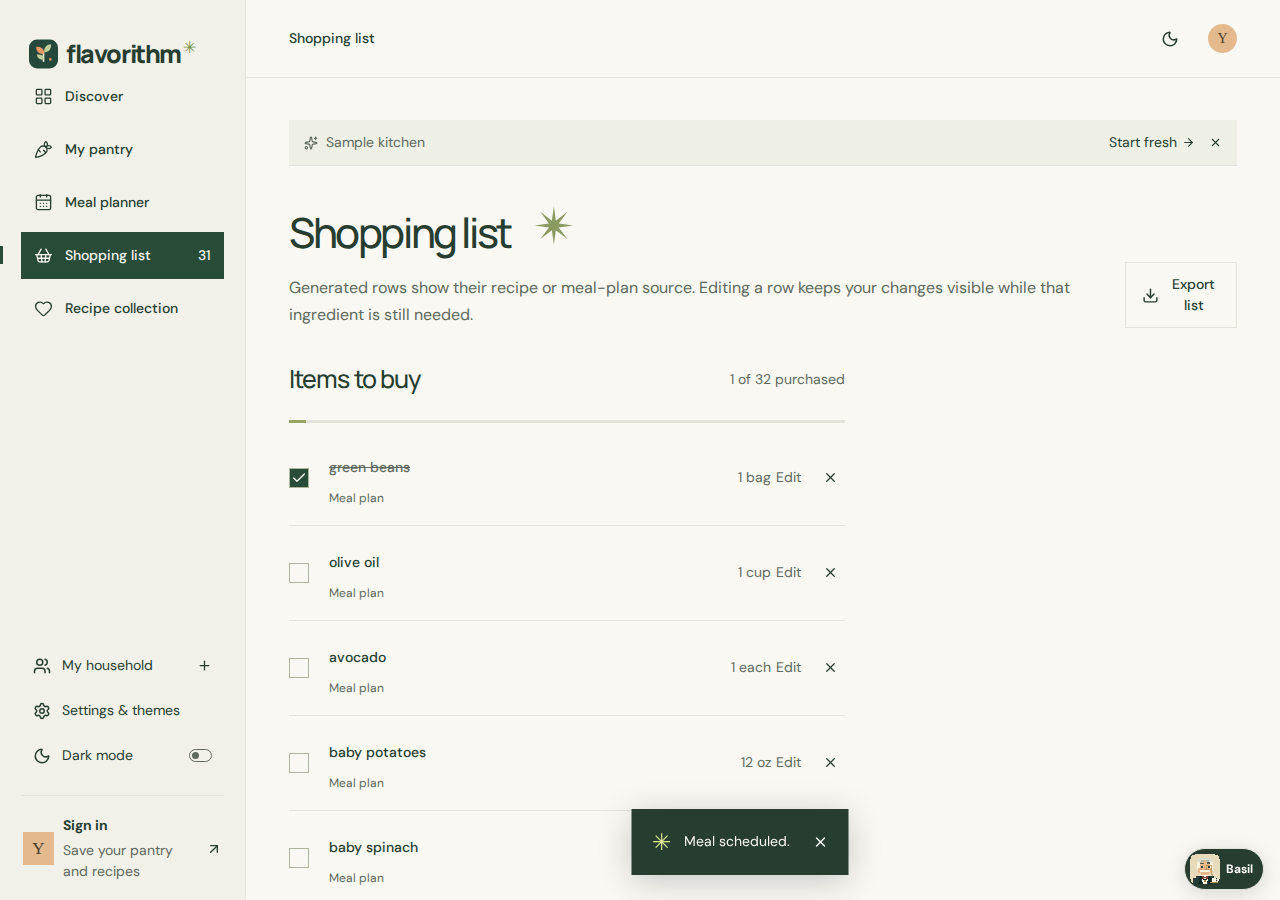 flavorithm
Discover
My pantry
Meal planner
Shopping list 31
Recipe collection
My household
Settings & themes
Dark mode
Y
Sign in
Save your pantry
and recipes
Shopping list
Y
Sample kitchen
Start fresh
Shopping list
Generated rows show their recipe or meal-plan source. Editing a row keeps your changes visible while that
ingredient is still needed.
Export
list
Items to buy
1 of 32 purchased
green beans
Meal plan
1 bag Edit
olive oil
Meal plan
1 cup Edit
avocado
Meal plan
1 each Edit
baby potatoes
Meal plan
12 oz Edit
baby spinach
Meal plan
Meal scheduled.
Basil